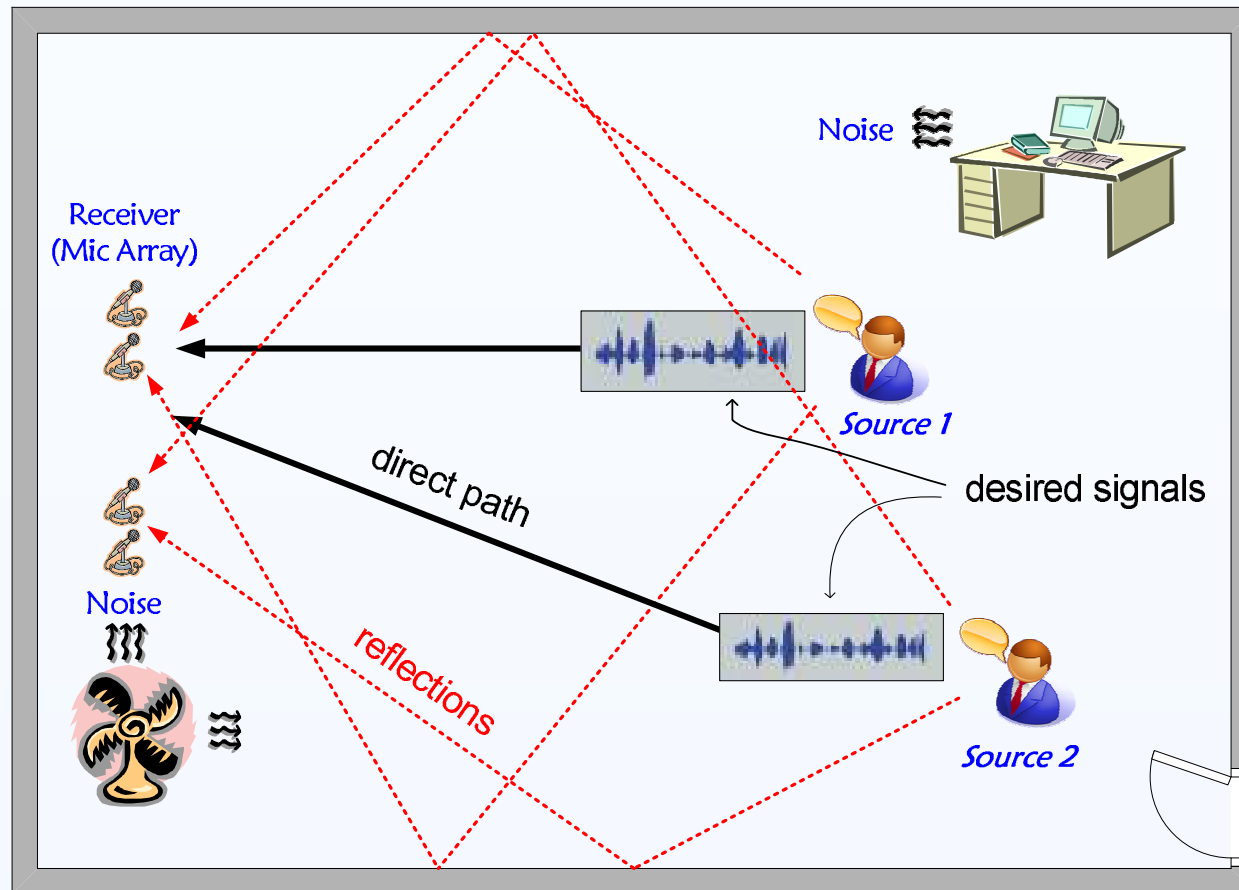 Noise
Receiver
(Mic Array)
Source 1
direct path
desired signals
Noise
reflections
Source 2